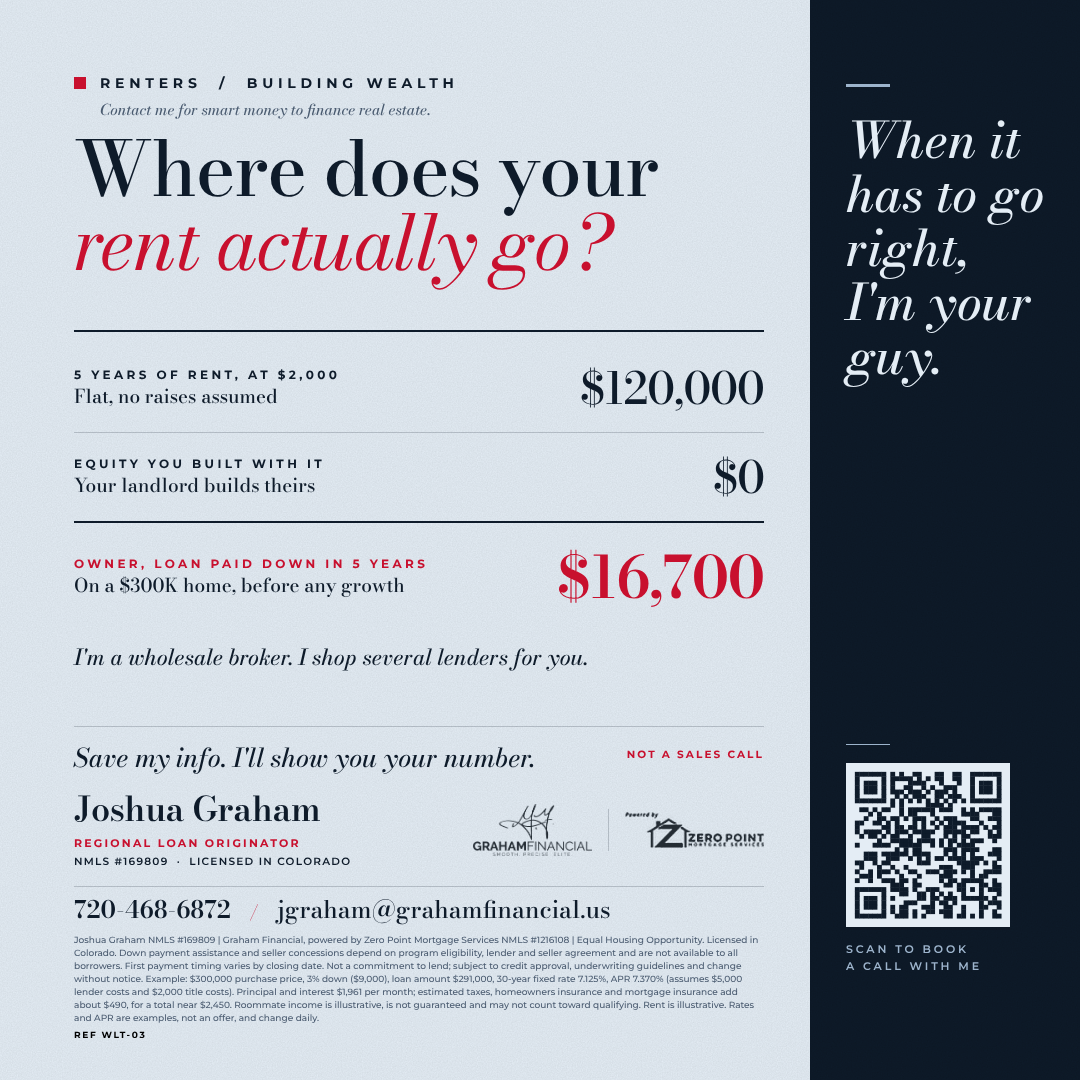 RENTERS / BUILDING WEALTH
Contact me for smart money to finance real estate.
Where does your
rent actually go?
5 YEARS OF RENT, AT $2,000
Flat, no raises assumed
$120,000
EQUITY YOU BUILT WITH IT
Your landlord builds theirs
$0
OWNER, LOAN PAID DOWN IN 5 YEARS
On a $300K home, before any growth
$16,700
I'm a wholesale broker. I shop several lenders for you.
Save my info. I'll show you your number.
NOT A SALES CALL
Joshua Graham
REGIONAL LOAN ORIGINATOR
NMLS #169809 · LICENSED IN COLORADO
GRAHAMFINANCIAL
SMOOTH. PRECISE. ELITE.
Powered by
ZERO POINT
MORTGAGE SERVICES
720-468-6872 / jgraham@grahamfinancial.us
Joshua Graham NMLS #169809 | Graham Financial, powered by Zero Point Mortgage Services NMLS #1216108 | Equal Housing Opportunity. Licensed in
Colorado. Down payment assistance and seller concessions depend on program eligibility, lender and seller agreement and are not available to all
borrowers. First payment timing varies by closing date. Not a commitment to lend; subject to credit approval, underwriting guidelines and change
without notice. Example: $300,000 purchase price, 3% down ($9,000), loan amount $291,000, 30-year fixed rate 7.125%, APR 7.370% (assumes $5,000
lender costs and $2,000 title costs). Principal and interest $1,961 per month; estimated taxes, homeowners insurance and mortgage insurance add
about $490, for a total near $2,450. Roommate income is illustrative, is not guaranteed and may not count toward qualifying. Rent is illustrative. Rates
and APR are examples, not an offer, and change daily.
REF WLT-03
When it
has to go
right,
I'm your
guy.
SCAN TO BOOK
A CALL WITH ME